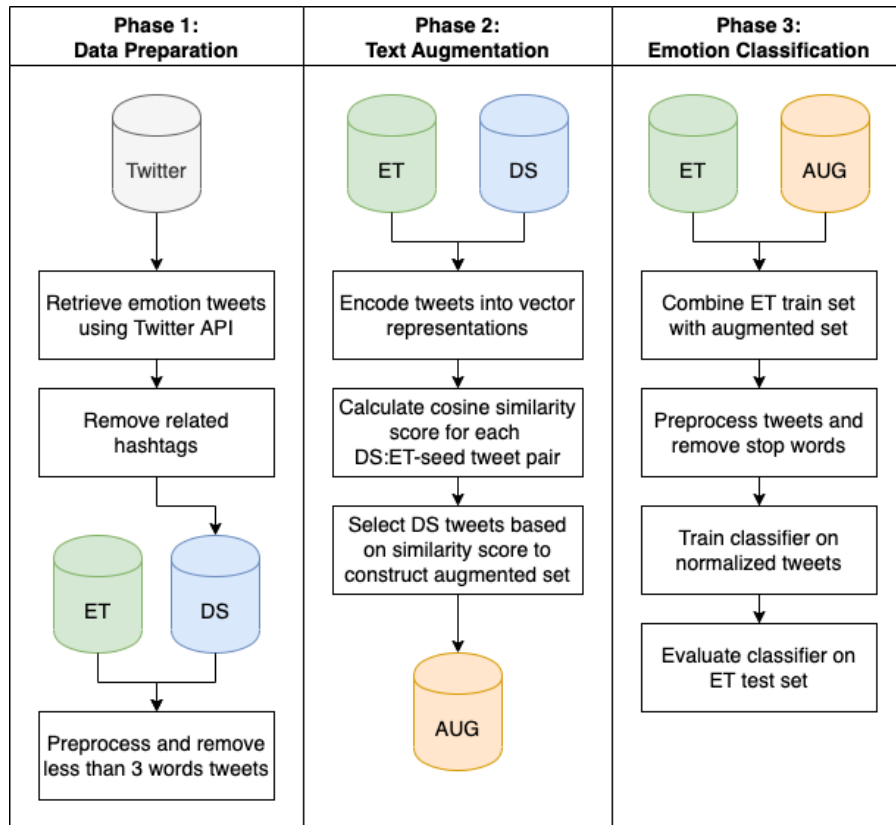 Phase 1:
Data Preparation
Twitter
Retrieve emotion tweets
using Twitter API
Remove related
hashtags
ET
DS
Preprocess and remove
less than 3 words tweets
Phase 2:
Text Augmentation
ET
DS
Encode tweets into vector
representations
Calculate cosine similarity
score for each
DS:ET-seed tweet pair
Select DS tweets based
on similarity score to
construct augmented set
AUG
Phase 3:
Emotion Classification
ET
AUG
Combine ET train set
with augmented set
Preprocess tweets and
remove stop words
Train classifier on
normalized tweets
Evaluate classifier on
ET test set